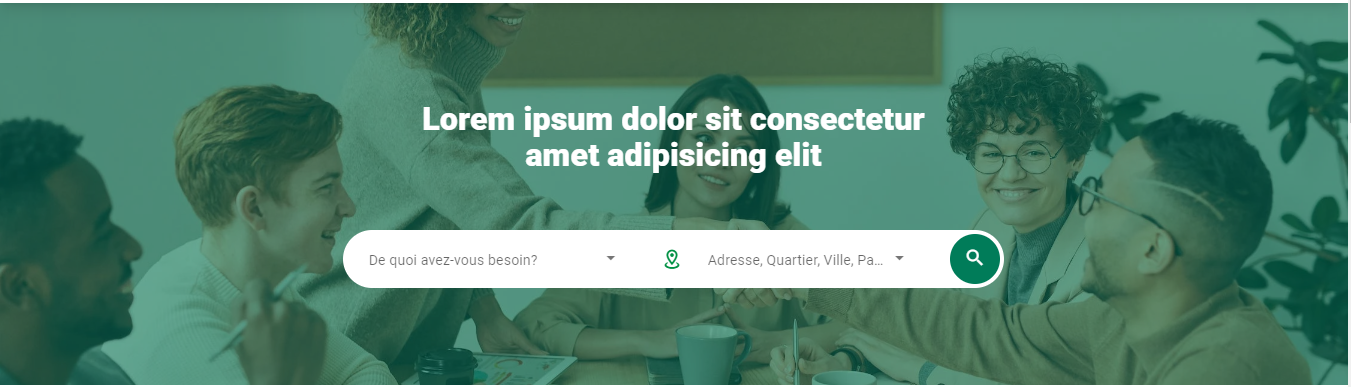 Lorem ipsum dolor sit consectetur
amet adipisicing elit
De quoi avez-vous besoin?
Adresse, Quartier, Ville, Pa...